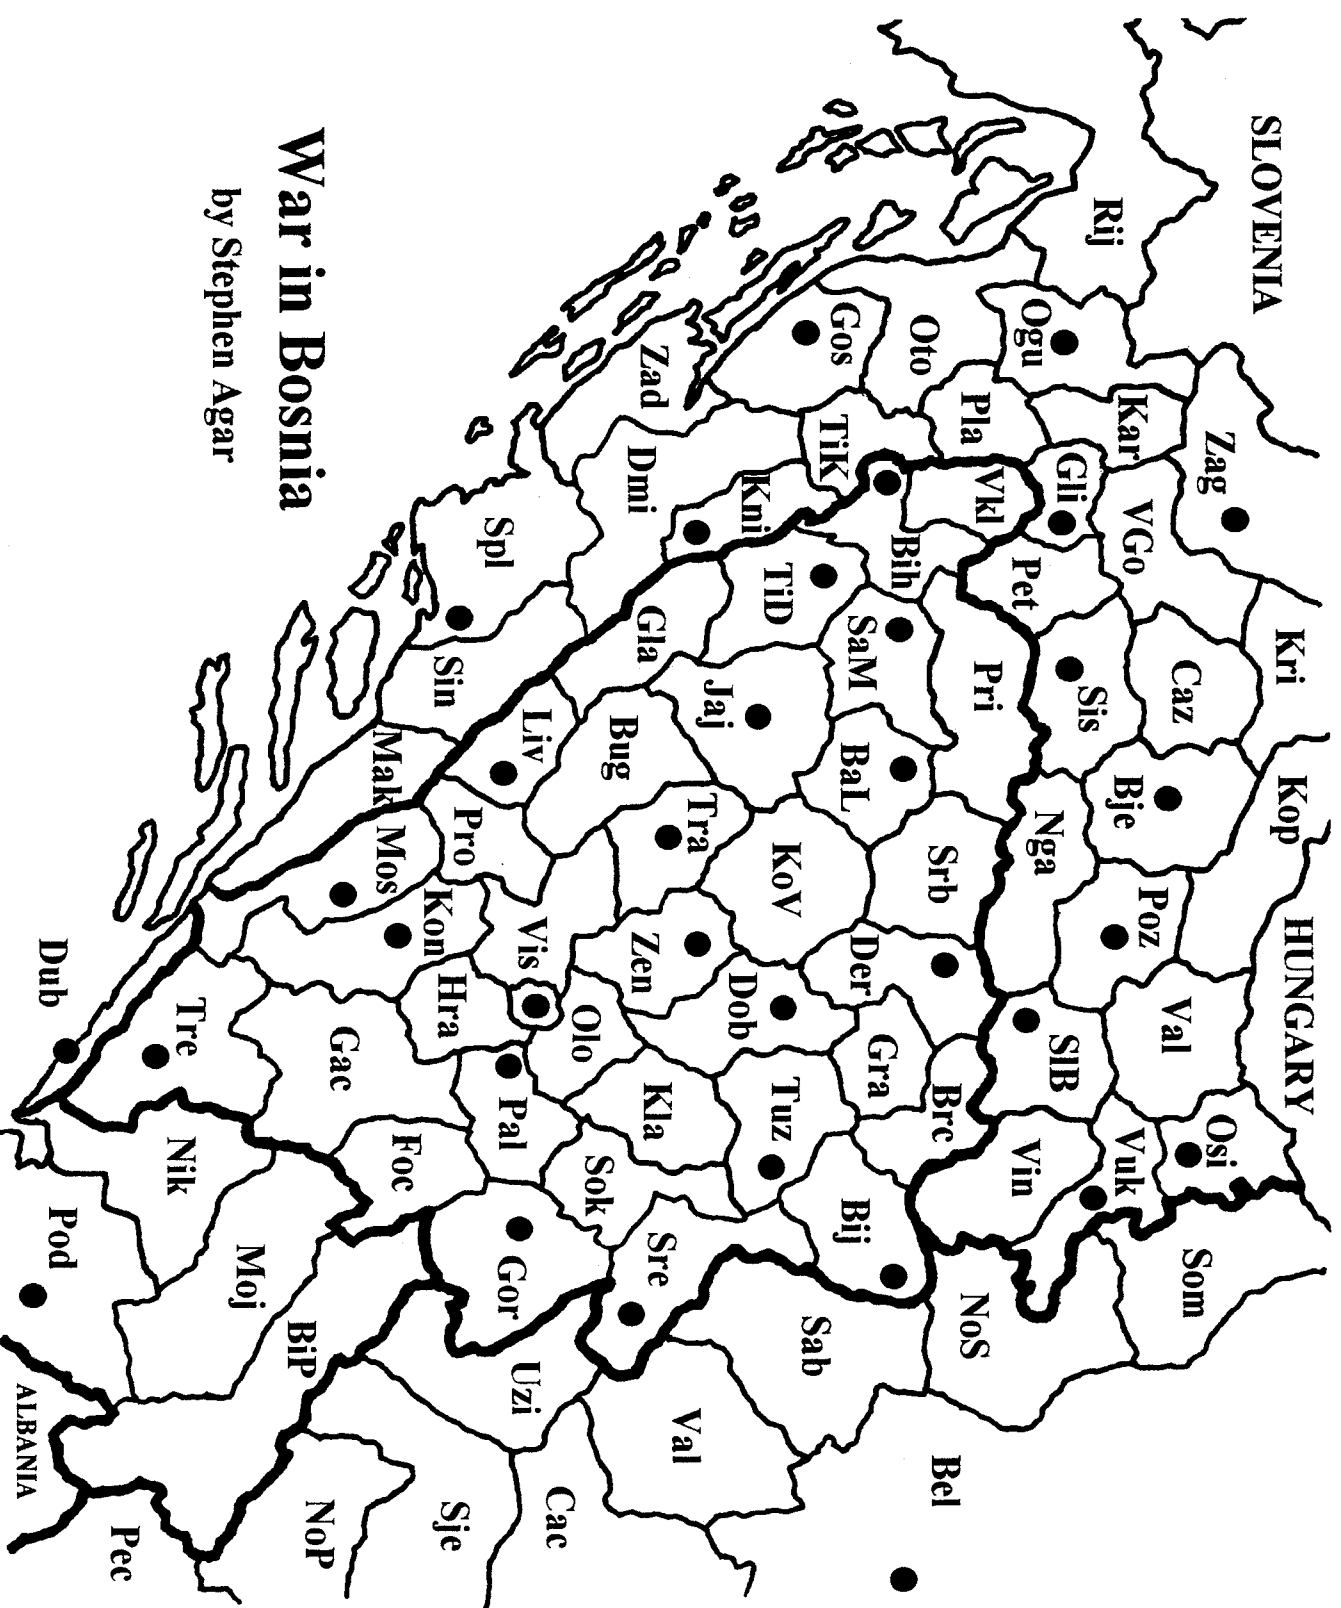 SLOVENIA
HUNGARY
Rij
Ogu
Kar
Zag
Kri
Kop
Oto
Gos
Pla
Gli
VGo
Caz
Bje
Poz
Val
Osi
Som
TiK
Vkl
Pet
Sis
Nga
SlB
Vuk
Vin
NoS
Bel
Zad
Dmi
Kni
TiD
Bih
SaM
Pri
BaL
Srb
Der
Gra
Brc
Bij
Sab
Spl
Gla
Jaj
KoV
Dob
Tuz
Sre
Val
Sin
Liv
Bug
Tra
Zen
Olo
Kla
Sok
Uzi
Cac
Mak
Pro
Vis
Pal
Gor
Sje
Mos
Kon
Hra
Foc
BiP
NoP
Gac
Moj
Tre
Nik
Pec
Dub
Pod
ALBANIA
War in Bosnia
by Stephen Agar